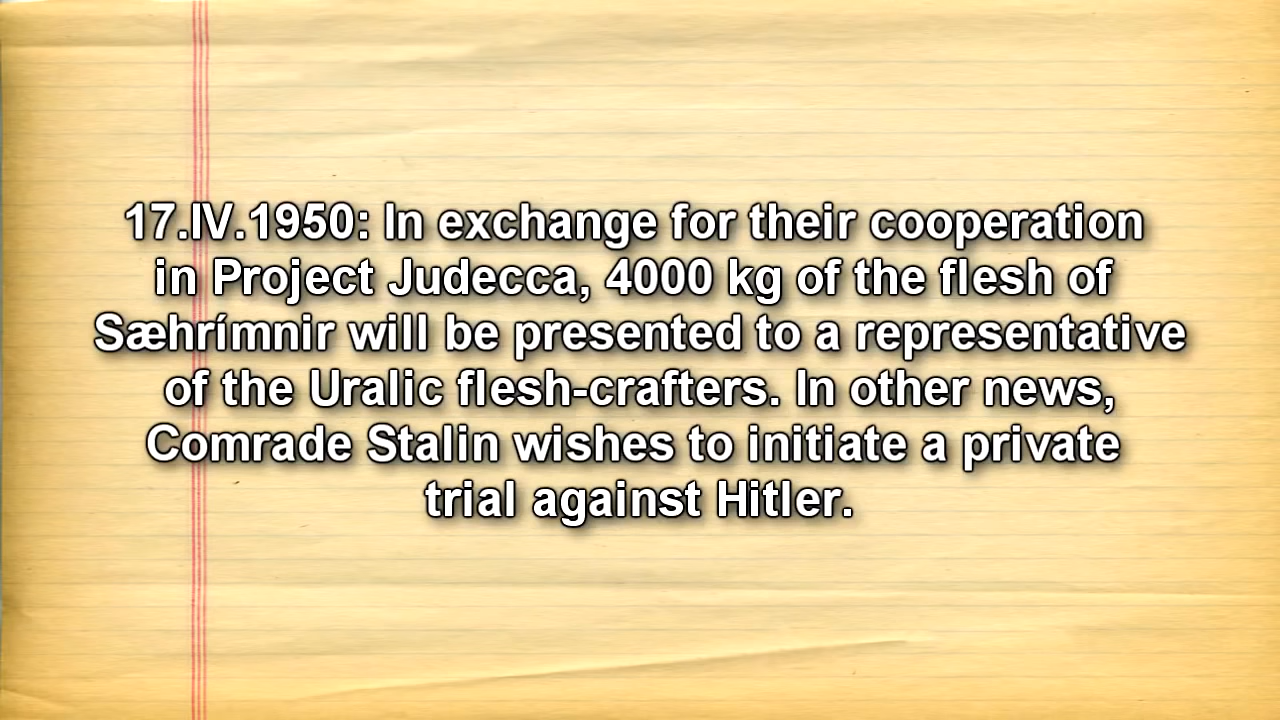 17.IV.1950: In exchange for their cooperation
in Project Judecca, 4000 kg of the flesh of
Sæhrímnir will be presented to a representative
of the Uralic flesh-crafters. In other news,
Comrade Stalin wishes to initiate a private
trial against Hitler.